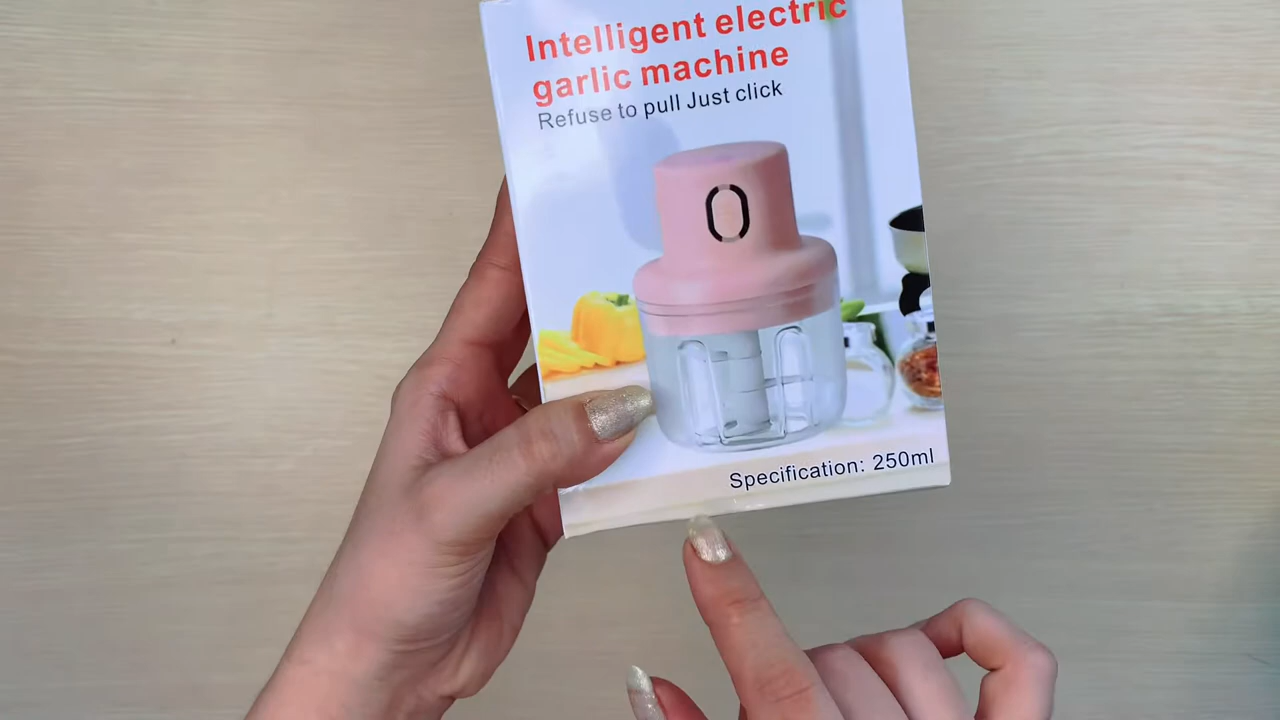 Intelligent electric
garlic machine
Refuse to pull Just click
Specification: 250ml